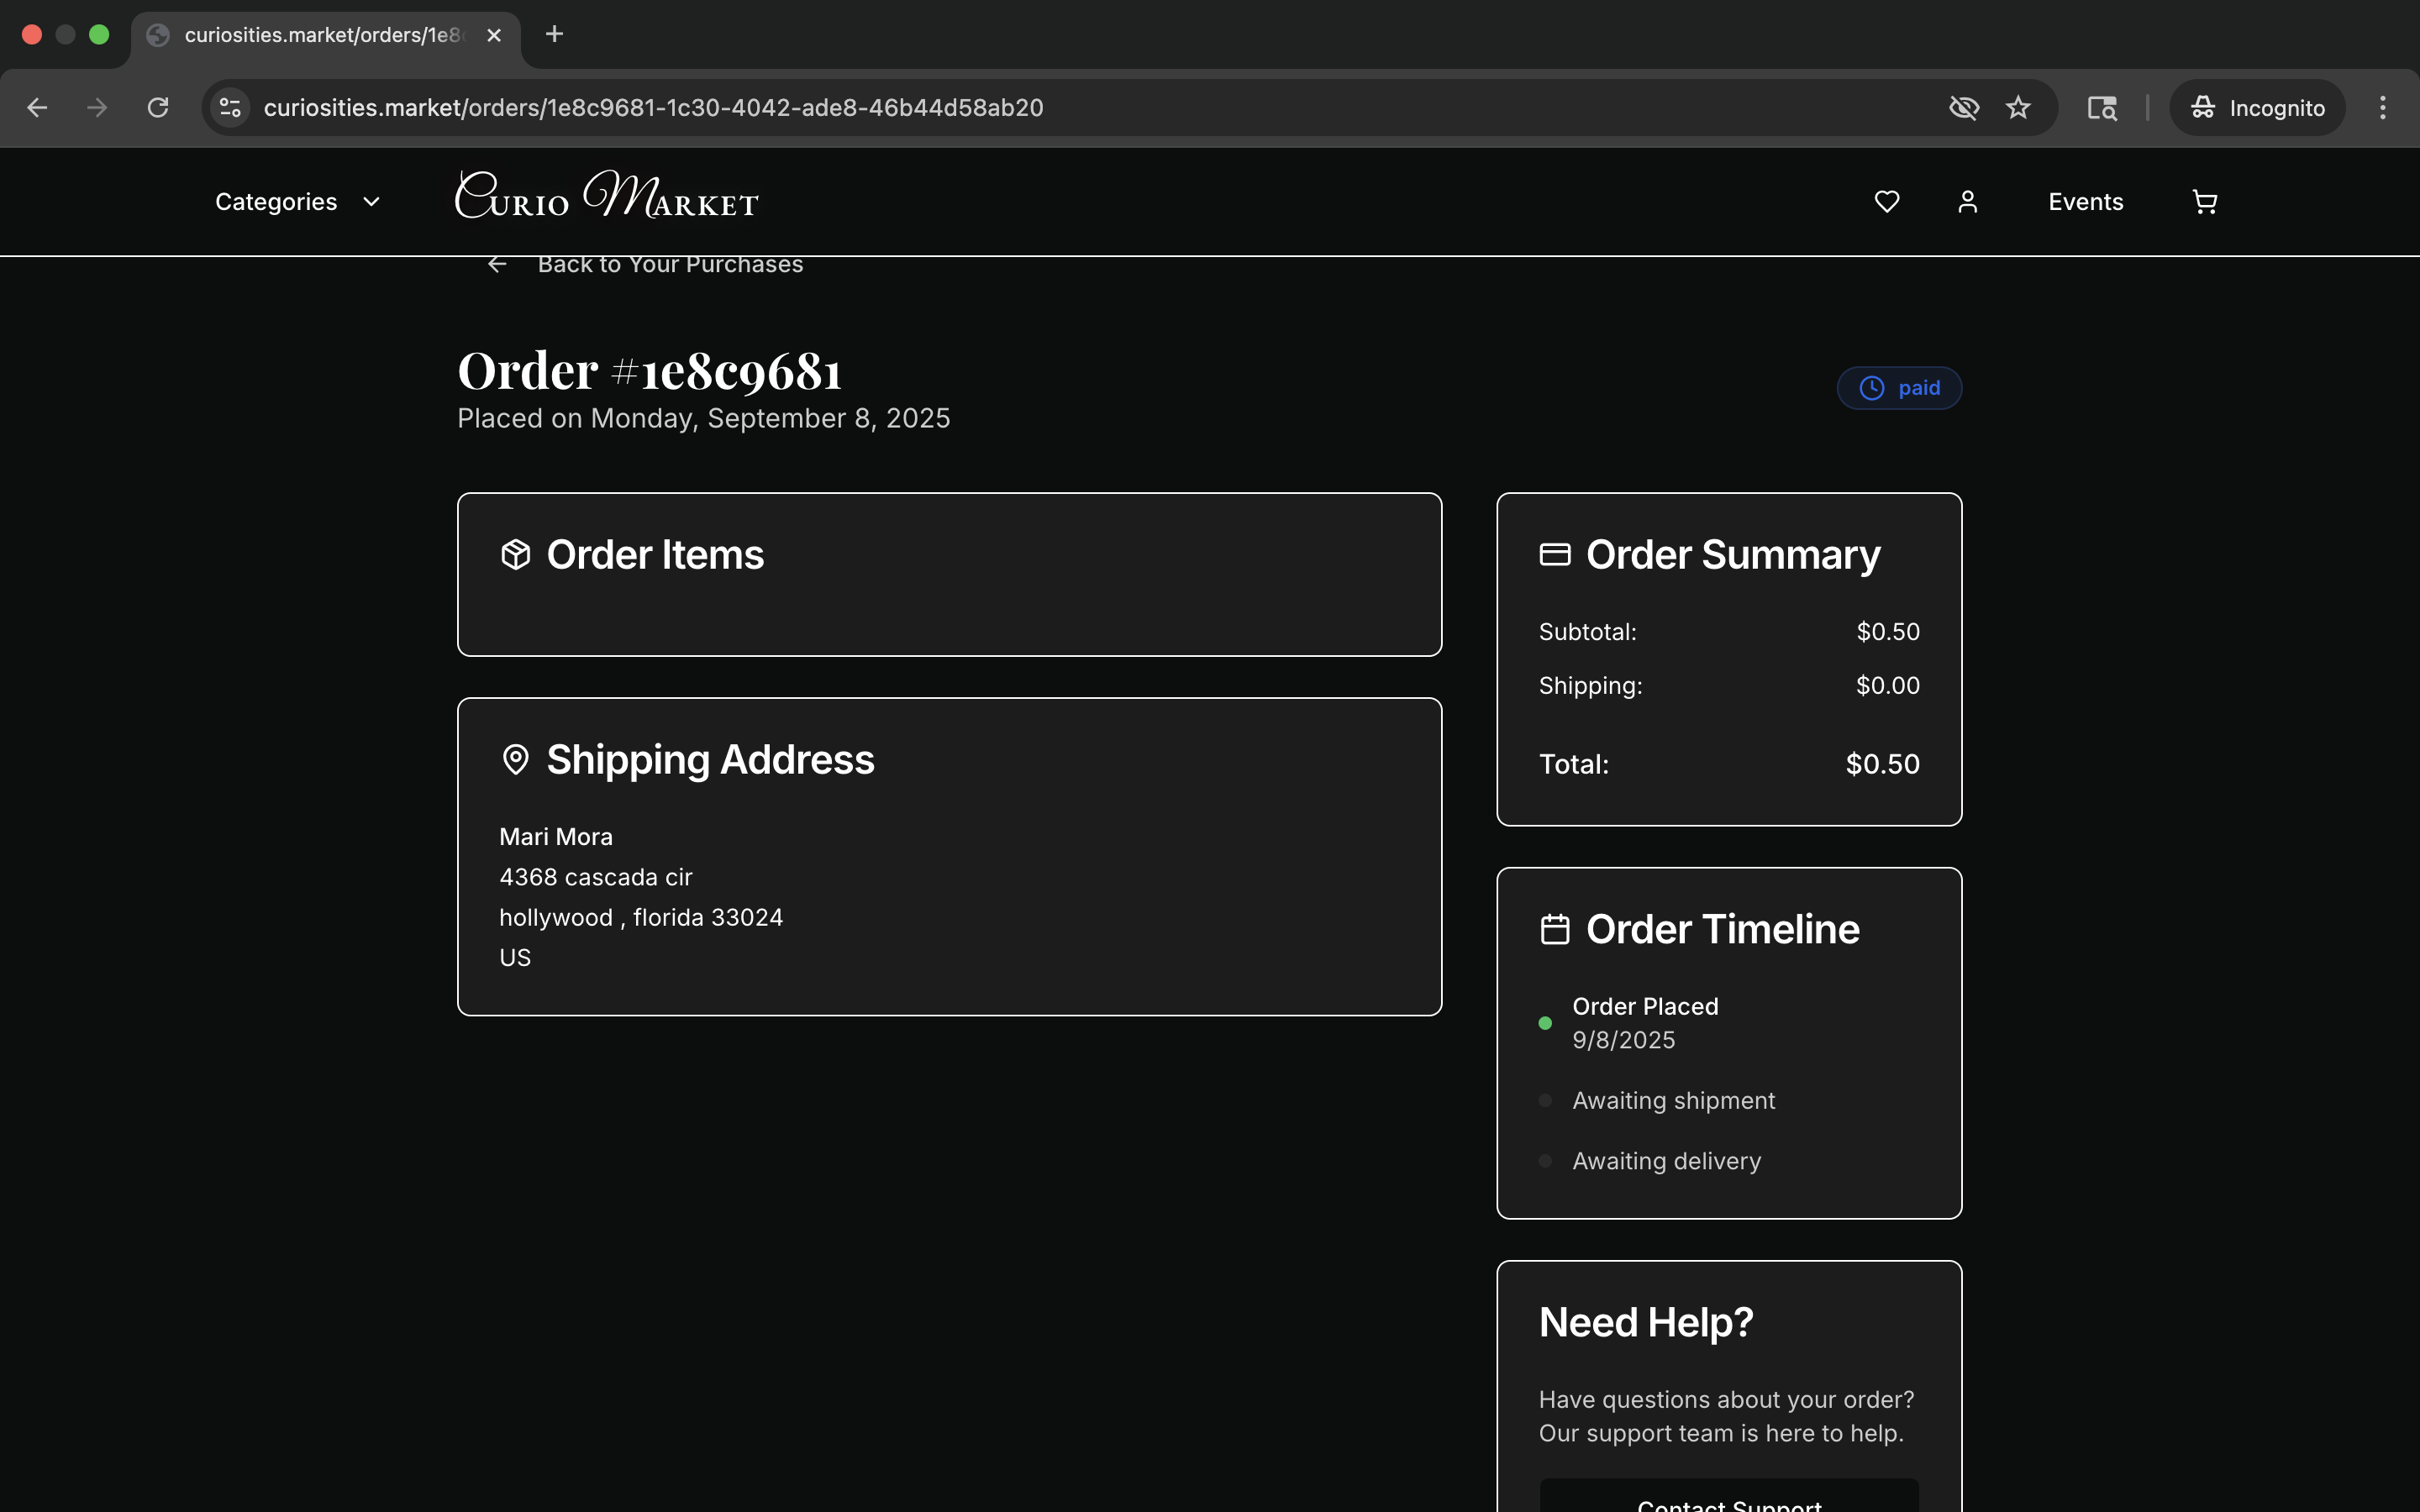 curiosities.market/orders/1e8
curiosities.market/orders/1e8c9681-1c30-4042-ade8-46b44d58ab20
Incognito
Categories
Curio Market
Events
Back to Your Purchases
Order #1e8c9681
Placed on Monday, September 8, 2025
paid
Order Items
Shipping Address
Mari Mora
4368 cascada cir
hollywood , florida 33024
US
Order Summary
Subtotal: $0.50
Shipping: $0.00
Total: $0.50
Order Timeline
Order Placed
9/8/2025
Awaiting shipment
Awaiting delivery
Need Help?
Have questions about your order?
Our support team is here to help.
Contact Support